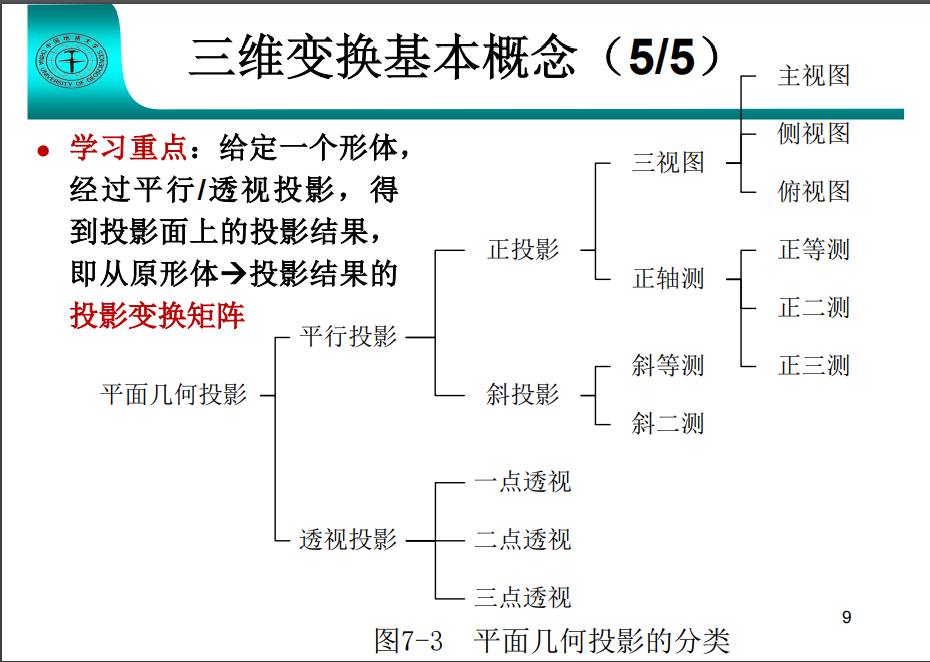 三维变换基本概念（5/5）
● 学习重点：给定一个形体，
经过平行/透视投影，得
到投影面上的投影结果，
即从原形体→投影结果的
投影变换矩阵
平面几何投影
平行投影
正投影
三视图
主视图
侧视图
俯视图
正轴测
正等测
正二测
正三测
斜投影
斜等测
斜二测
透视投影
一点透视
二点透视
三点透视
图7-3 平面几何投影的分类
9